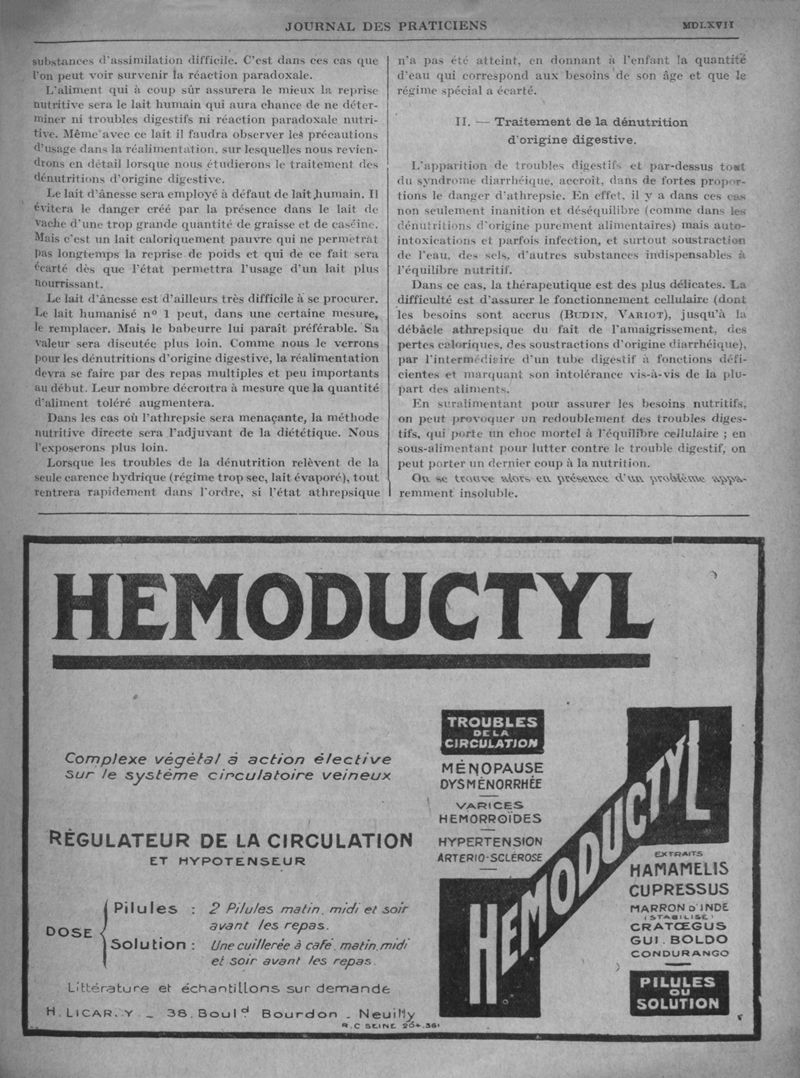 JOURNAL DES PRATICIENS
MDLXVII
substances d'assimilation difficile. C'est dans ces cas que
l'on peut voir survenir la réaction paradoxale.
L'aliment qui à coup sûr assurera le mieux la reprise
nutritive sera le lait humain qui aura chance de ne déter-
miner ni troubles digestifs ni réaction paradoxale nutri-
tive. Même avec ce lait il faudra observer les précautions
d'usage dans la réalimentation, sur lesquelles nous revien-
drons en détail lorsque nous étudierons le traitement des
dénutritions d'origine digestive.
Le lait d'ânesse sera employé à défaut de lait humain. Il
évitera le danger créé par la présence dans le lait de
vache d'une trop grande quantité de graisse et de caséine.
Mais c'est un lait caloriquement pauvre qui ne permetrat
pas longtemps la reprise de poids et qui de ce fait sera
écarté dès que l'état permettra l'usage d'un lait plus
nourrissant.
Le lait d'ânesse est d'ailleurs très difficile à se procurer.
Le lait humanisé n° 1 peut, dans une certaine mesure,
le remplacer. Mais le babeurre lui paraît préférable. Sa
valeur sera discutée plus loin. Comme nous le verrons
pour les dénutritions d'origine digestive, la réalimentation
devra se faire par des repas multiples et peu importants
au début. Leur nombre décroîtra à mesure que la quantité
d'aliment toléré augmentera.
Dans les cas où l'athrepsie sera menaçante, la méthode
nutritive directe sera l'adjuvant de la diététique. Nous
l'exposerons plus loin.
Lorsque les troubles de la dénutrition relèvent de la
seule carence hydrique (régime trop sec, lait évaporé), tout
rentrera rapidement dans l'ordre, si l'état athrepsique
n'a pas été atteint, en donnant à l'enfant la quantité
d'eau qui correspond aux besoins de son âge et que le
régime spécial a écarté.
II. — Traitement de la dénutrition
d'origine digestive.
L'apparition de troubles digestifs et par-dessus tout
du syndrome diarrhéique, accroît, dans de fortes propor-
tions le danger d'athrepsie. En effet, il y a dans ces cas
non seulement inanition et déséquilibre (comme dans les
dénutritions d'origine purement alimentaires) mais auto-
intoxications et parfois infection, et surtout soustraction
de l'eau, des sels, d'autres substances indispensables à
l'équilibre nutritif.
Dans ce cas, la thérapeutique est des plus délicates. La
difficulté est d'assurer le fonctionnement cellulaire (dont
les besoins sont accrus (BUDIN, VARIOT), jusqu'à la
débâcle athrepsique du fait de l'amaigrissement, des
pertes caloriques, des soustractions d'origine diarrhéique),
par l'intermédiaire d'un tube digestif à fonctions défi-
cientes et marquant son intolérance vis-à-vis de la plu-
part des aliments.
En suralimentant pour assurer les besoins nutritifs,
on peut provoquer un redoublement des troubles diges-
tifs, qui porte un choc mortel à l'équilibre cellulaire ; en
sous-alimentant pour lutter contre le trouble digestif, on
peut porter un dernier coup à la nutrition.
On se trouve alors en présence d'un problème appa-
remment insoluble.
HEMODUCTYL
Complexe végétal à action élective
sur le système circulatoire veineux
RÉGULATEUR DE LA CIRCULATION
ET HYPOTENSEUR
DOSE
Pilules : 2 Pilules matin, midi et soir
avant les repas.
Solution : Une cuillerée à café, matin, midi
et soir avant les repas.
Littérature et échantillons sur demande
H. LICAR..Y _ 38, Boul^d Bourdon _ Neuilly
R.C SEINE 204.361
TROUBLES
DE LA
CIRCULATION
MÉNOPAUSE
DYSMÉNORRHÉE
VARICES
HEMORROÏDES
HYPERTENSION
ARTERIO-SCLÉROSE
HEMODUCTYL
EXTRAITS
HAMAMELIS
CUPRESSUS
MARRON D'INDE
(STABILISÉ)
CRATŒGUS
GUI. BOLDO
CONDURANGO
PILULES
OU
SOLUTION